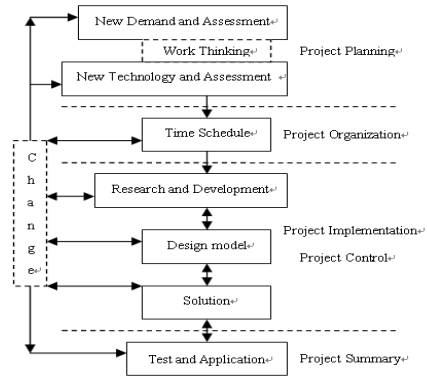 New Demand and Assessment
Work Thinking
Project Planning
New Technology and Assessment
Time Schedule
Project Organization
C
h
a
n
g
e
Research and Development
Project Implementation
Design model
Project Control
Solution
Test and Application
Project Summary